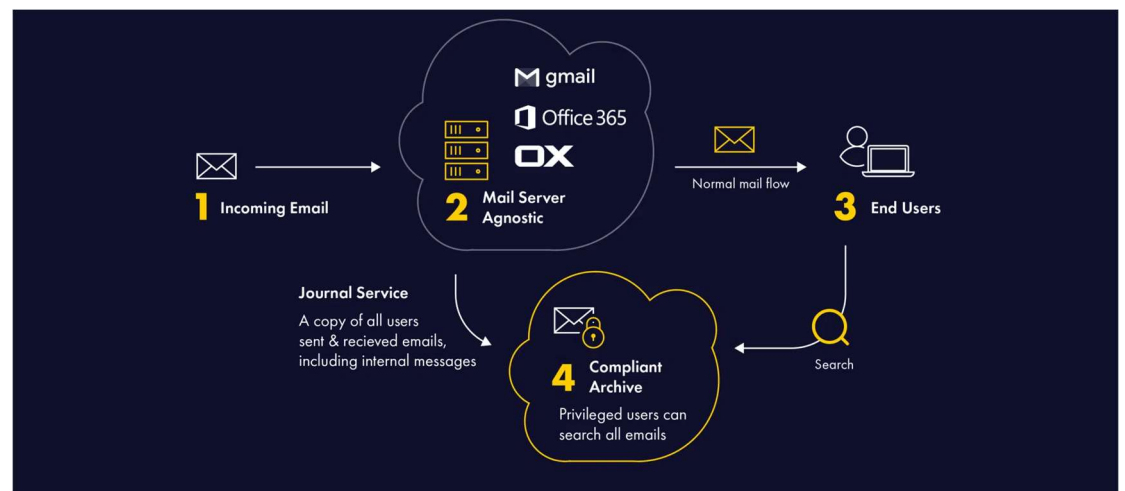 gmail
Office 365
OX
1 Incoming Email
2 Mail Server
Agnostic
Normal mail flow
3 End Users
Journal Service
A copy of all users
sent & recieved emails,
including internal messages
4 Compliant
Archive
Privileged users can
search all emails
Search